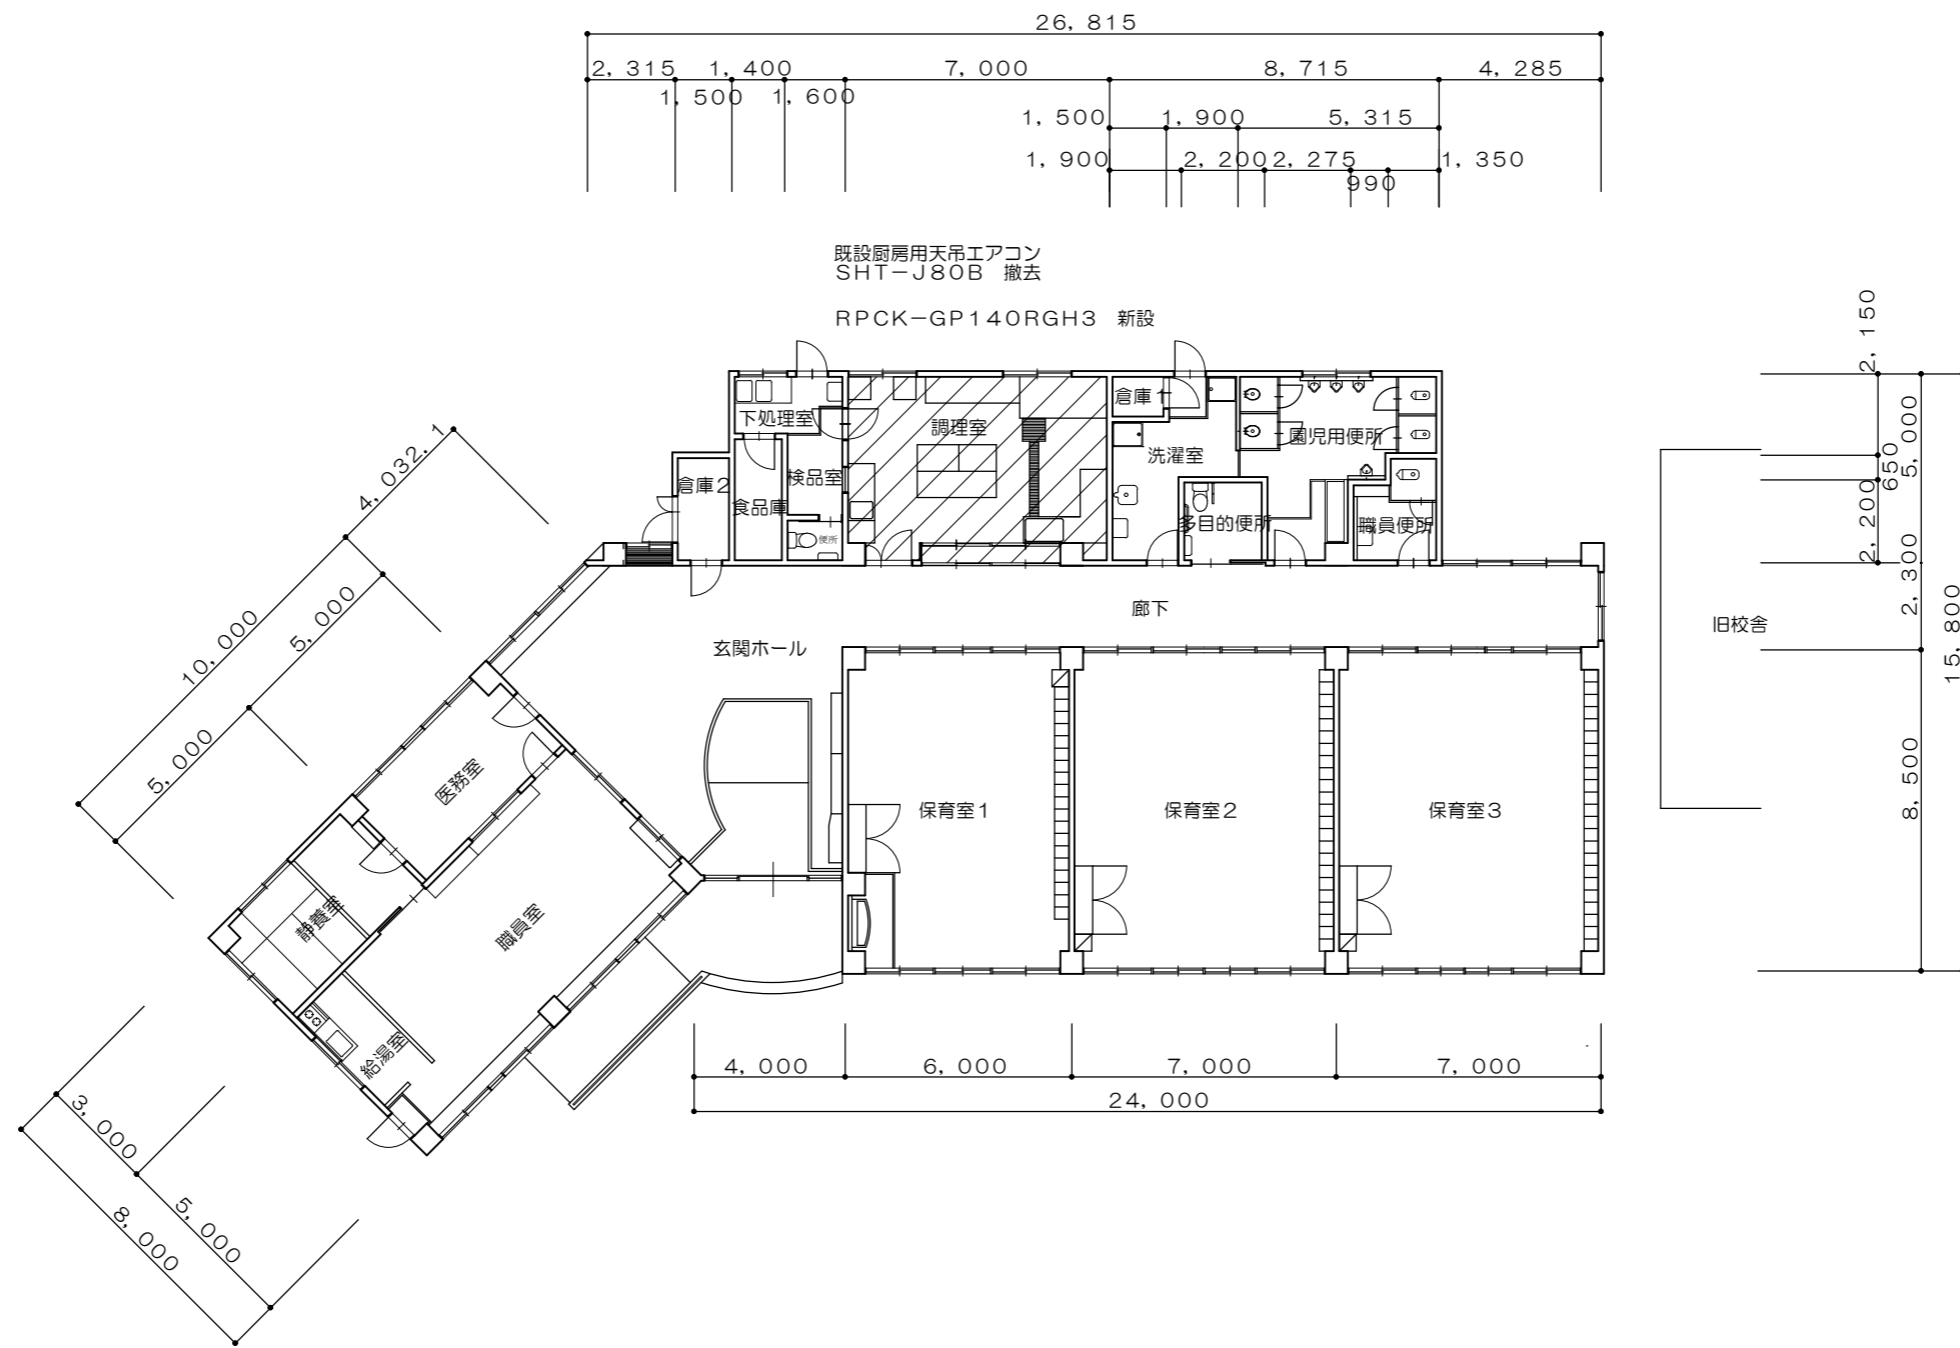 26,815
2,315 1,400 7,000 8,715 4,285
1,500 1,600
1,500 1,900 5,315
1,900 2,200 2,275 1,350
990
既設厨房用天吊エアコン
SHT-J80B 撤去
RPCK-GP140RGH3 新設
2,150
5,000
650
5,000
2,200
2,300
15,800
8,500
4,032.1
10,000
5,000
5,000
下処理室
調理室
倉庫1
園児用便所
洗濯室
倉庫2
検品室
食品庫
便所
多目的便所
職員便所
廊下
玄関ホール
旧校舎
医務室
静養室
職員室
給湯室
保育室1
保育室2
保育室3
4,000 6,000 7,000 7,000
24,000
3,000
5,000
8,000